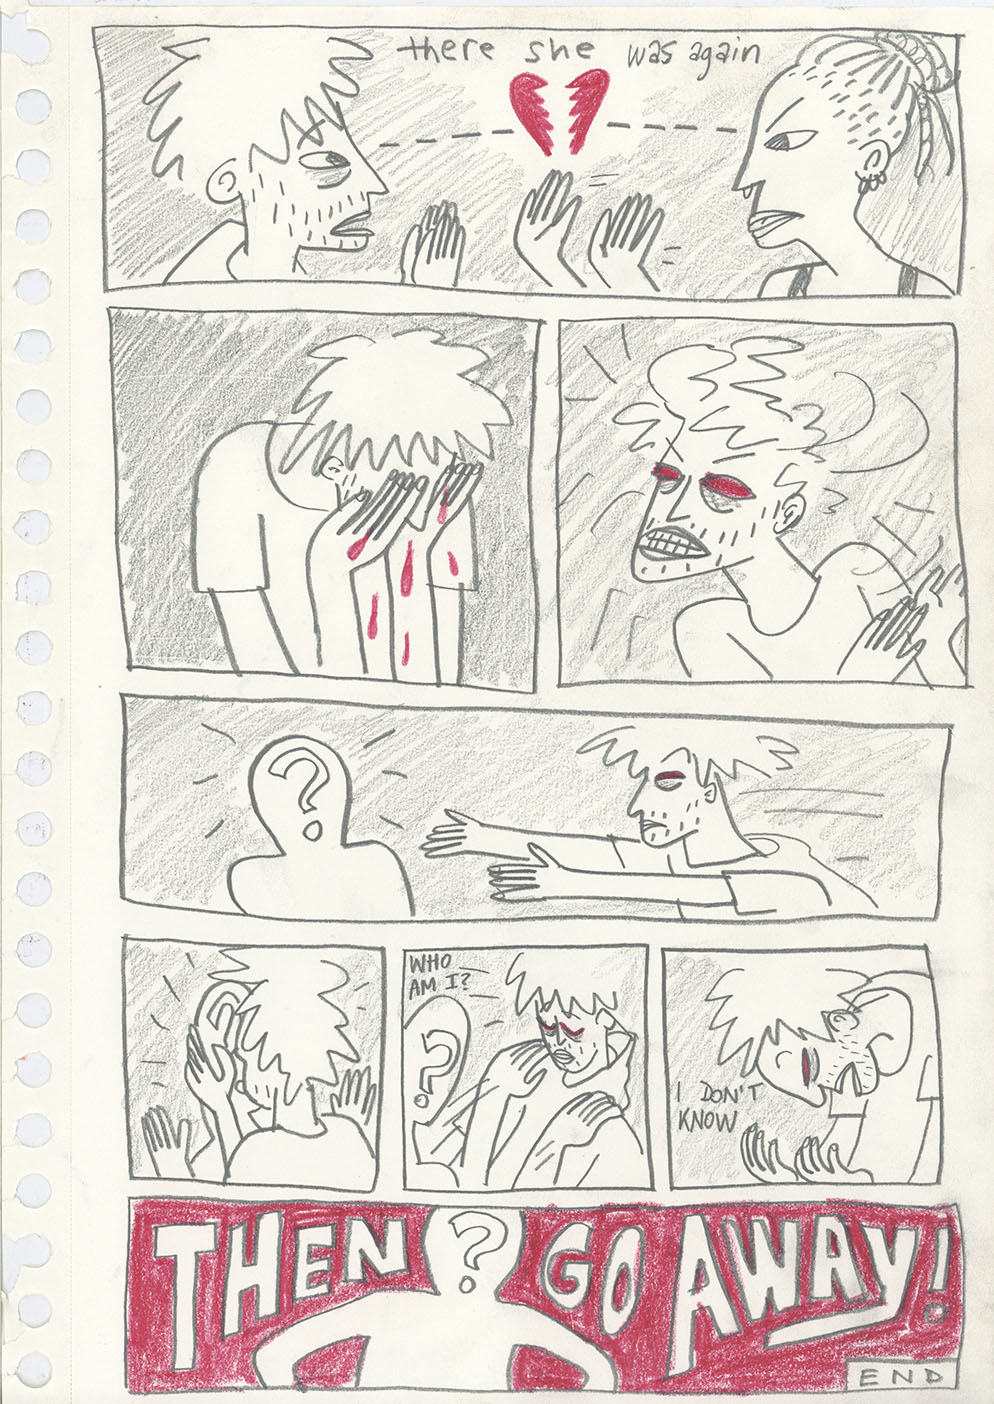 there she was again
?
?
WHO
AM I?
?
I DON'T
KNOW
THEN ? GO AWAY!
END